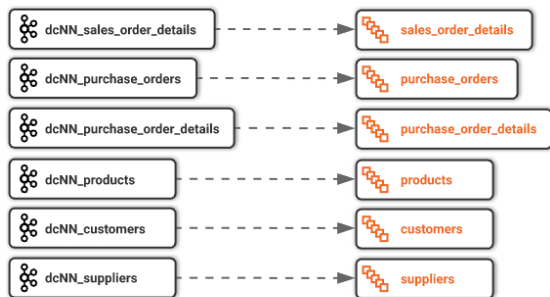 dcNN_sales_order_details sales_order_details
dcNN_purchase_orders purchase_orders
dcNN_purchase_order_details purchase_order_details
dcNN_products products
dcNN_customers customers
dcNN_suppliers suppliers